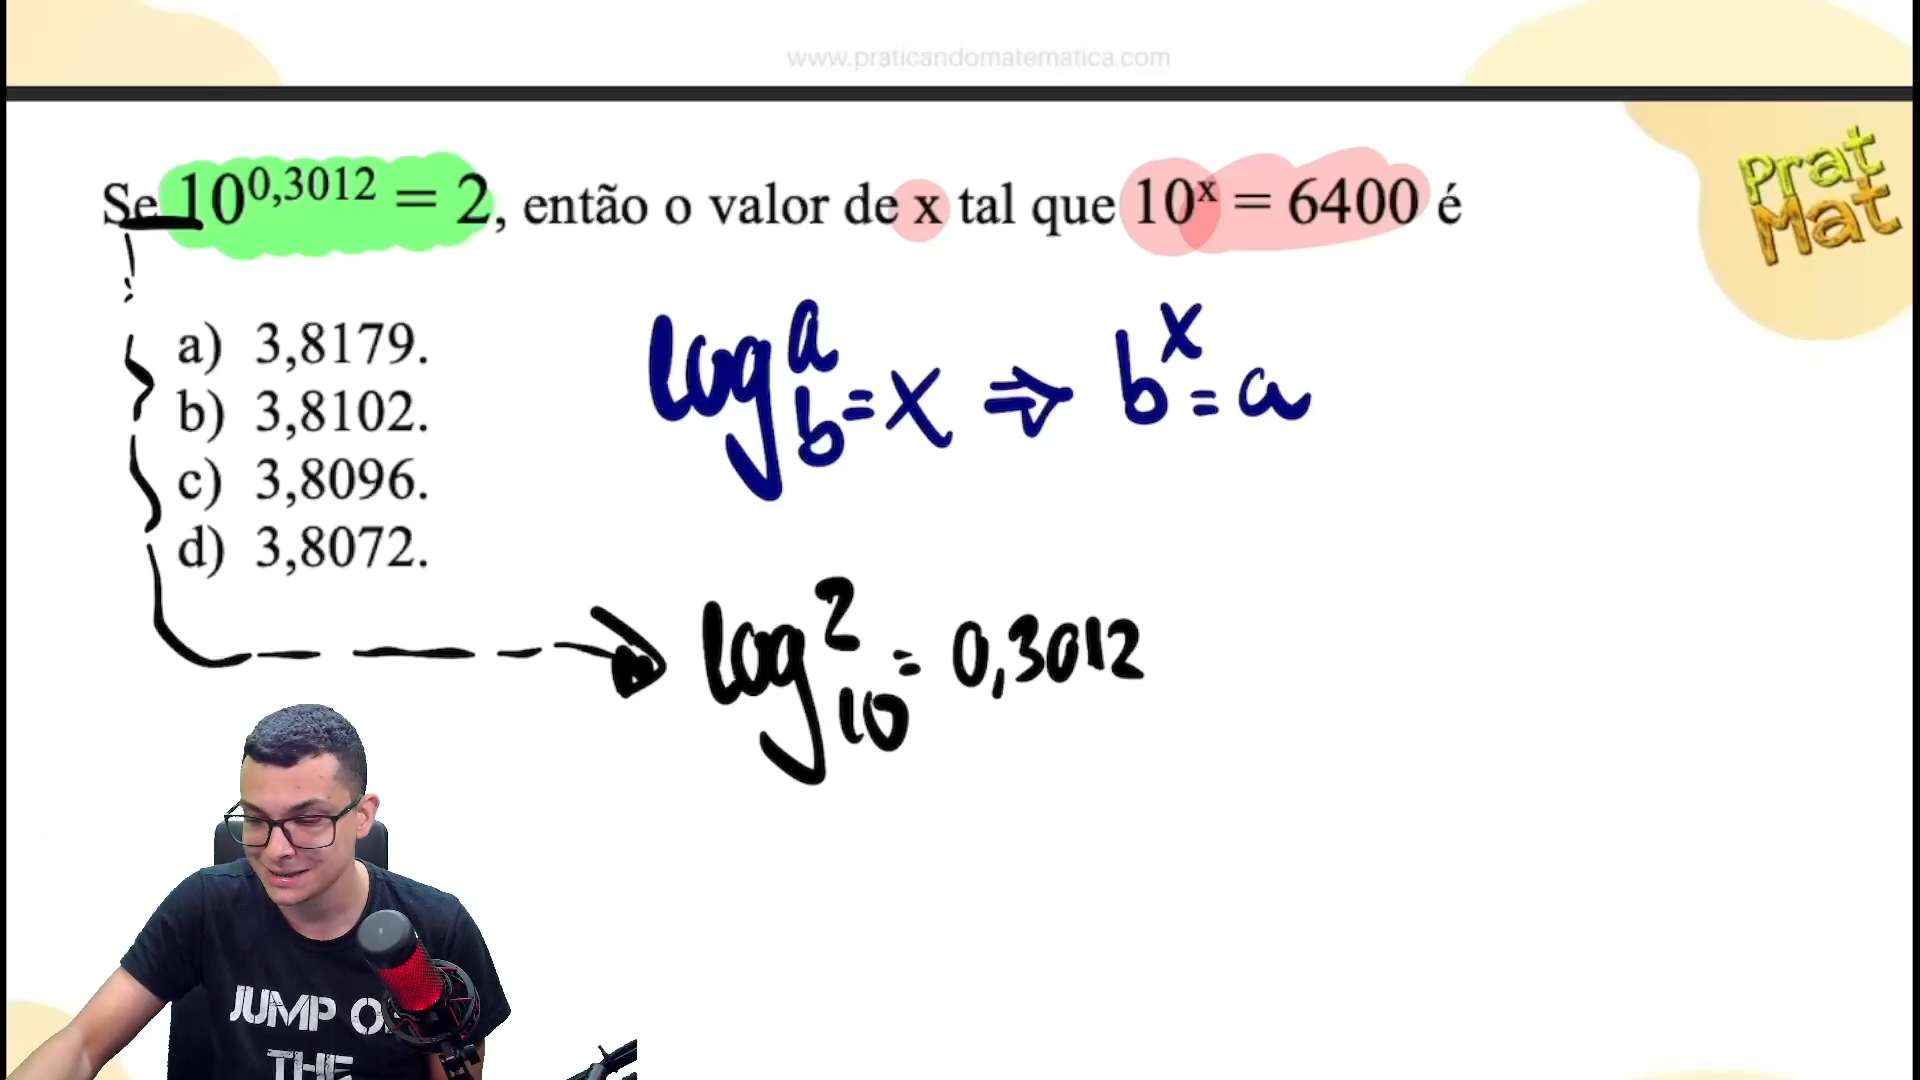 www.praticandomatematica.com
Prat
Mat
Se 10^0,3012 = 2, então o valor de x tal que 10^x = 6400 é
a) 3,8179.
b) 3,8102.
c) 3,8096.
d) 3,8072.
log_b^a = x ⇒ b^x = a
log_10^2 = 0,3012
JUMP O
THE